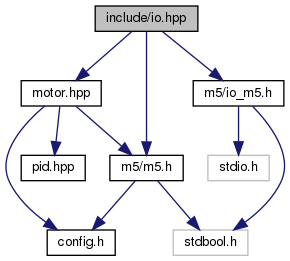 include/io.hpp
motor.hpp
m5/io_m5.h
pid.hpp
m5/m5.h
stdio.h
config.h
stdbool.h